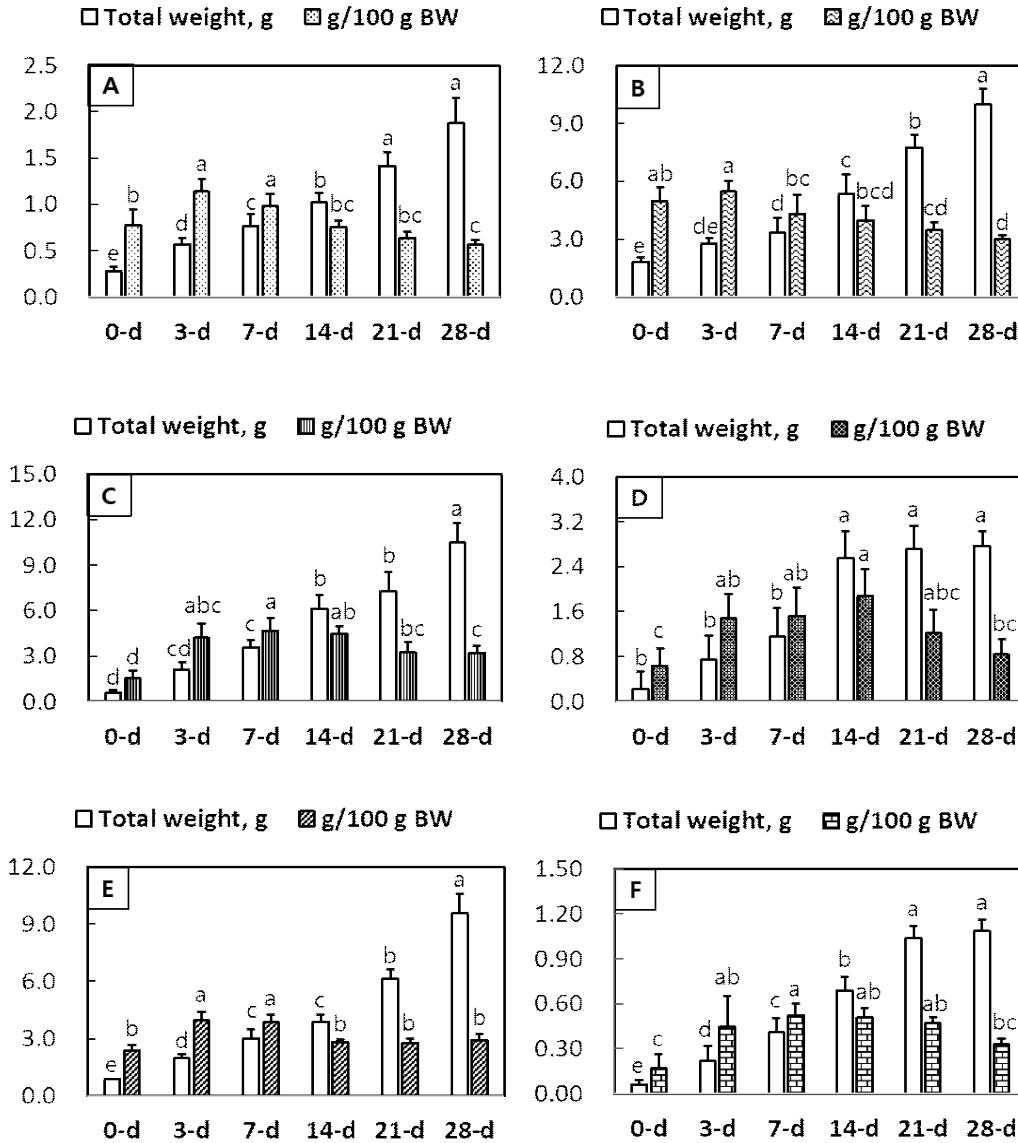 Total weight, g g/100 g BW
A
2.5
2.0
1.5
1.0
0.5
0.0
e b d a c a b bc a bc a c
0-d 3-d 7-d 14-d 21-d 28-d
Total weight, g g/100 g BW
B
12.0
9.0
6.0
3.0
0.0
e ab de a d bc c bcd b cd a d
0-d 3-d 7-d 14-d 21-d 28-d
Total weight, g g/100 g BW
C
15.0
12.0
9.0
6.0
3.0
0.0
d d cd abc c a b ab b bc a c
0-d 3-d 7-d 14-d 21-d 28-d
Total weight, g g/100 g BW
D
4.0
3.2
2.4
1.6
0.8
0.0
b c b ab b ab a a a abc a bc
0-d 3-d 7-d 14-d 21-d 28-d
Total weight, g g/100 g BW
E
12.0
9.0
6.0
3.0
0.0
e b d a c a c b b b a b
0-d 3-d 7-d 14-d 21-d 28-d
Total weight, g g/100 g BW
F
1.50
1.20
0.90
0.60
0.30
0.00
e c d ab c a b ab a ab a bc
0-d 3-d 7-d 14-d 21-d 28-d